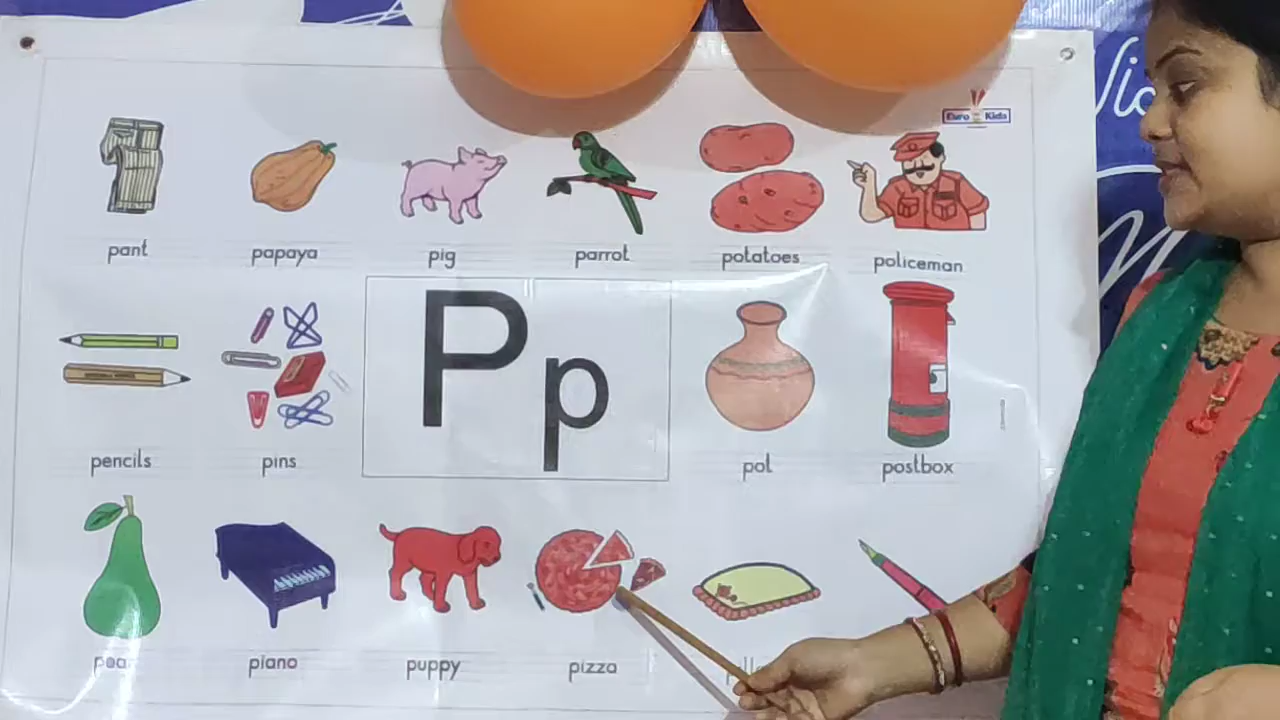 Euro Kids
pant papaya pig parrot potatoes policeman
Pp
pencils pins pot postbox
piano puppy pizza